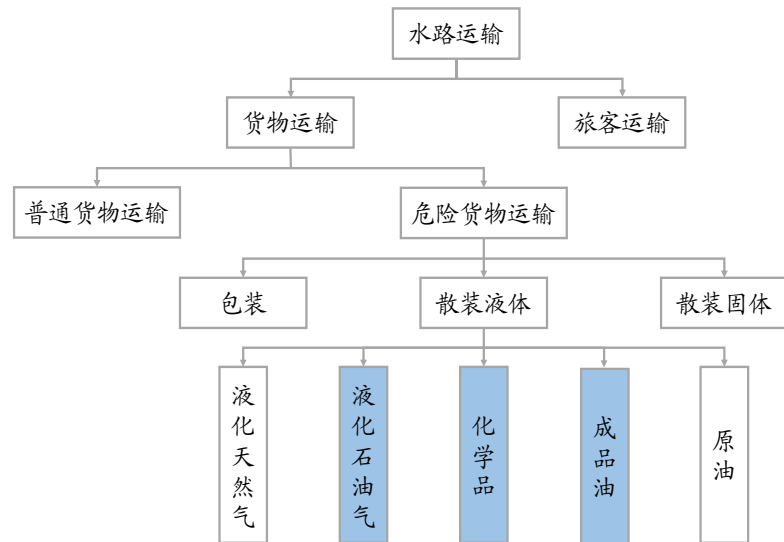 水路运输
货物运输
旅客运输
普通货物运输
危险货物运输
包装
散装液体
散装固体
液化天然气
液化石油气
化学品
成品油
原油